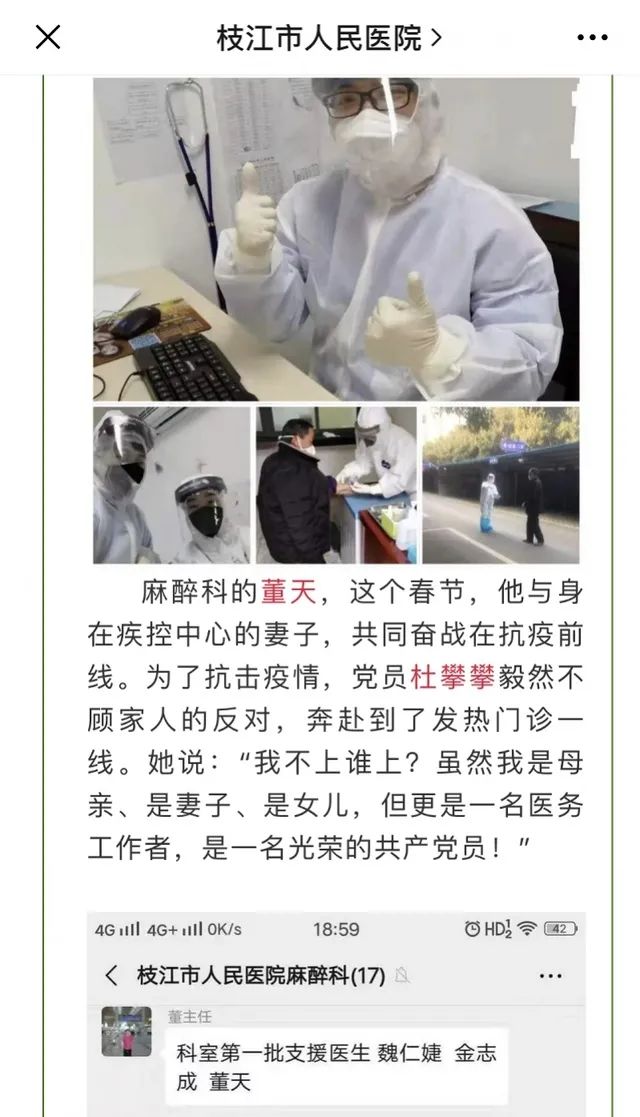 枝江市人民医院
麻醉科的董天，这个春节，他与身
在疾控中心的妻子，共同奋战在抗疫前
线。为了抗击疫情，党员杜攀攀毅然不
顾家人的反对，奔赴到了发热门诊一
线。她说：“我不上谁上？虽然我是母
亲、是妻子、是女儿，但更是一名医务
工作者，是一名光荣的共产党员！”
4G 4G+ 0K/s 18:59 HD1 2 42
枝江市人民医院麻醉科(17)
董主任
科室第一批支援医生 魏仁婕 金志
成 董天